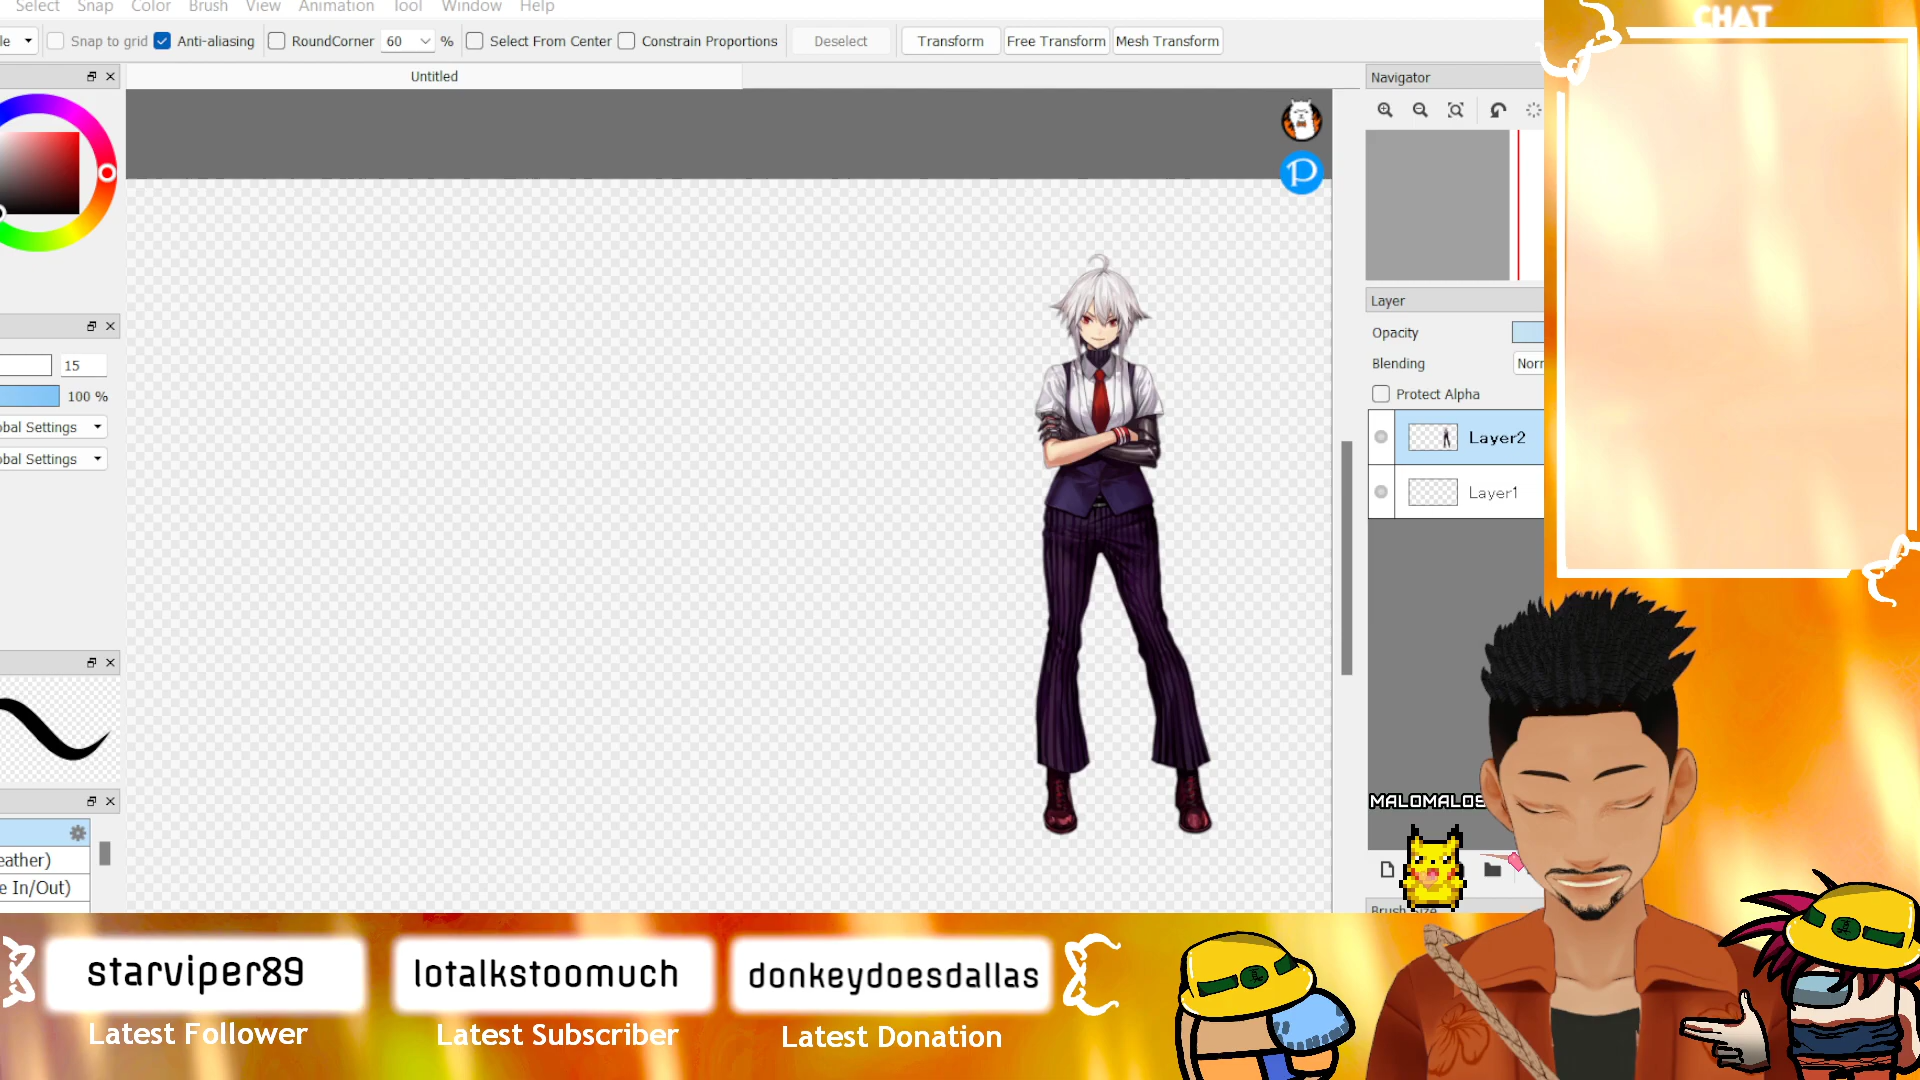 Select Snap Color Brush View Animation Tool Window Help
CHAT
Snap to grid Anti-aliasing RoundCorner 60 % Select From Center Constrain Proportions Deselect Transform Free Transform Mesh Transform
Untitled
Navigator
P
Layer
Opacity
Blending
15
100 %
Protect Alpha
bal Settings
Layer2
bal Settings
Layer1
MALOMALOS
eather)
e In/Out)
Brush Size
starviper89
lotalkstoomuch
donkeydoesdallas
Latest Follower
Latest Subscriber
Latest Donation